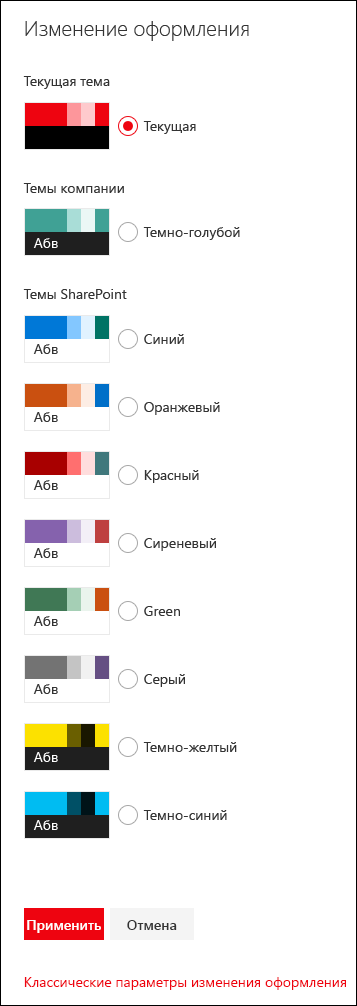 Изменение оформления
Текущая тема
Текущая
Темы компании
Абв
Темно-голубой
Темы SharePoint
Абв
Синий
Абв
Оранжевый
Абв
Красный
Абв
Сиреневый
Абв
Green
Абв
Серый
Абв
Темно-желтый
Абв
Темно-синий
Применить Отмена
Классические параметры изменения оформления